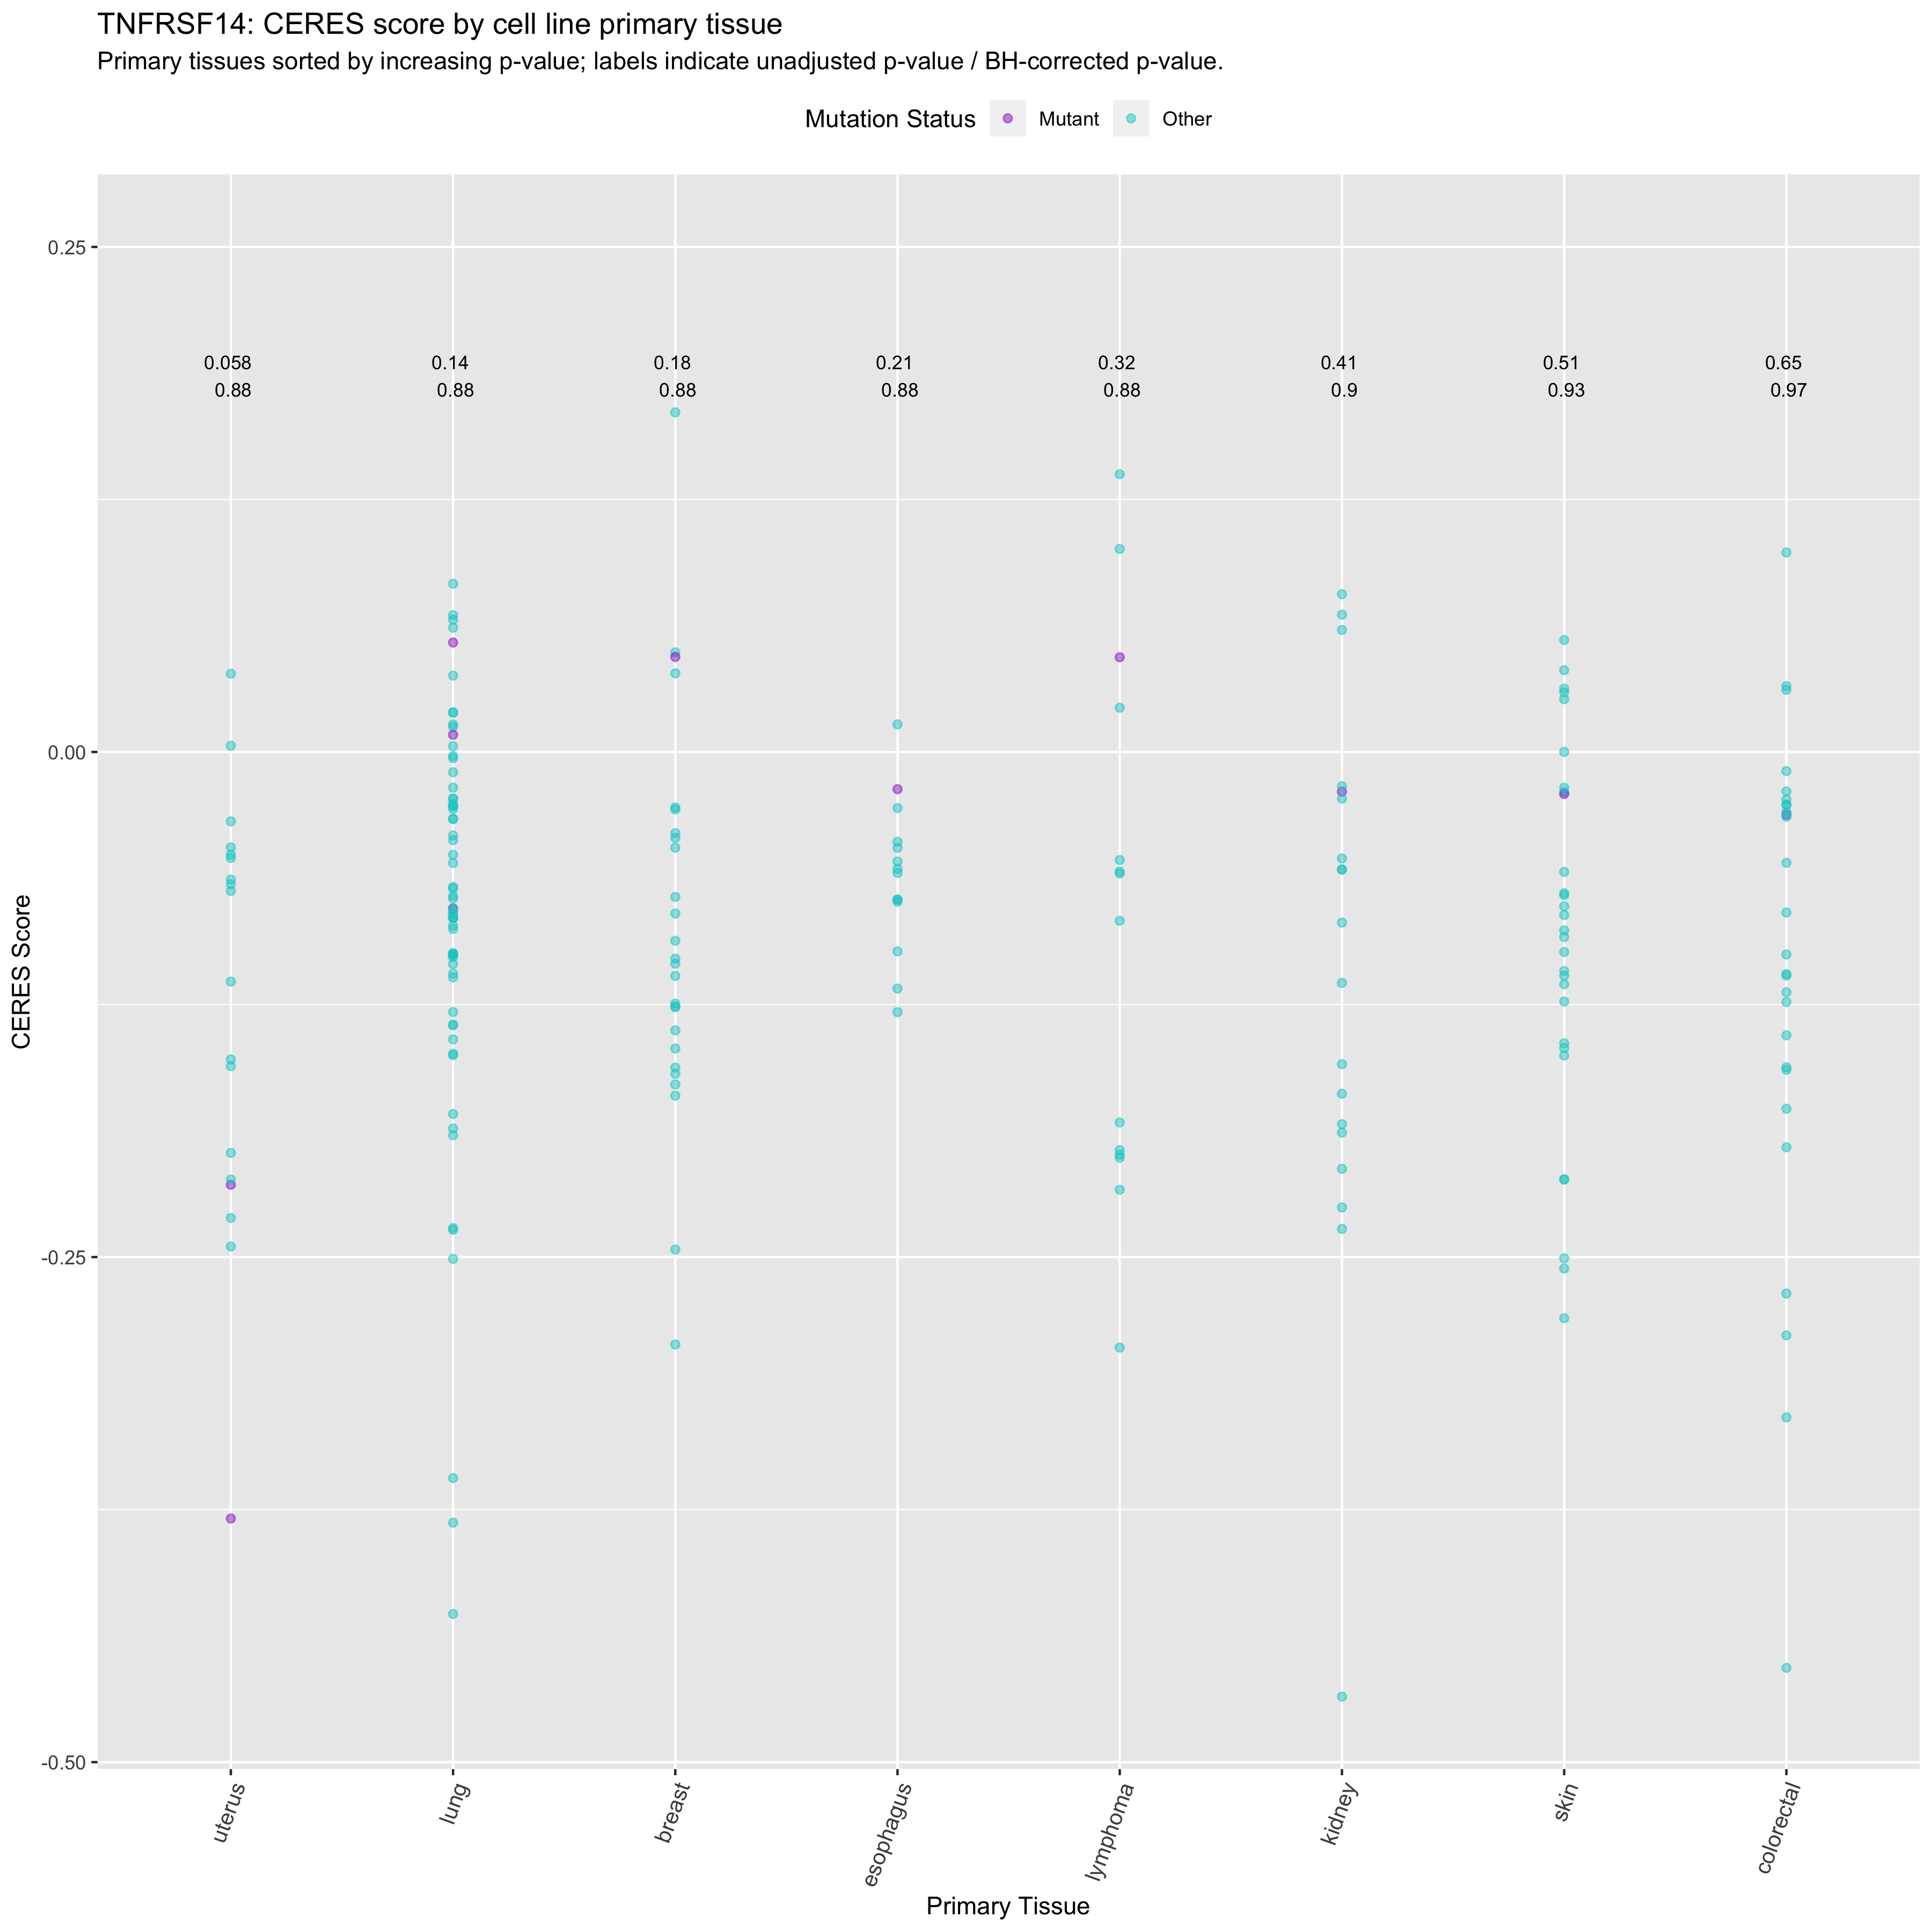 TNFRSF14: CERES score by cell line primary tissue
Primary tissues sorted by increasing p-value; labels indicate unadjusted p-value / BH-corrected p-value.
Mutation Status Mutant Other
0.25
0.058 0.14 0.18 0.21 0.32 0.41 0.51 0.65
0.88 0.88 0.88 0.88 0.88 0.9 0.93 0.97
0.00
CERES Score
-0.25
-0.50
uterus lung breast esophagus lymphoma kidney skin colorectal
Primary Tissue